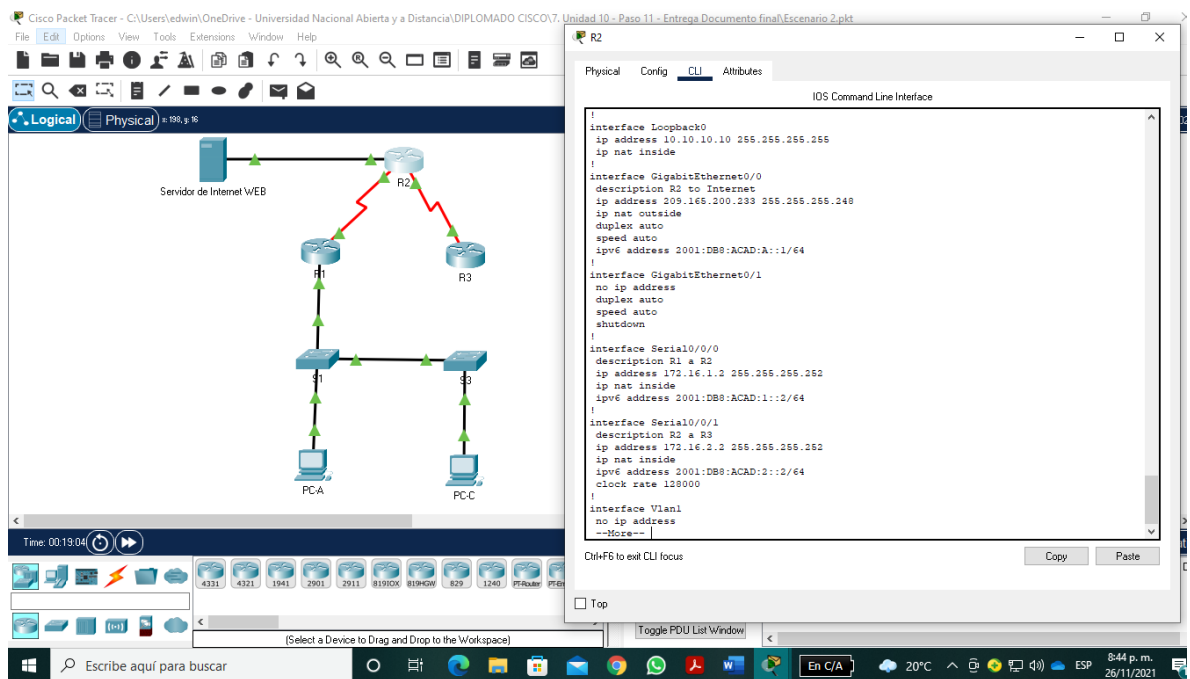 Cisco Packet Tracer - C:\Users\edwin\OneDrive - Universidad Nacional Abierta y a Distancia\DIPLOMADO CISCO\7. Unidad 10 - Paso 11 - Entrega Documento final\Escenario 2.pkt
File Edit Options View Tools Extensions Window Help
Logical Physical x: 198, y: 16
Servidor de Internet WEB
R2
R1
R3
S1
S3
PC-A
PC-C
Time: 00:19:04
4331 4321 1941 2901 2911 819IOX 819HGW 829 1240 PT-Router
(Select a Device to Drag and Drop to the Workspace)
R2
Physical Config CLI Attributes
IOS Command Line Interface
!
interface Loopback0
ip address 10.10.10.10 255.255.255.255
ip nat inside
!
interface GigabitEthernet0/0
description R2 to Internet
ip address 209.165.200.233 255.255.255.248
ip nat outside
duplex auto
speed auto
ipv6 address 2001:DB8:ACAD:A::1/64
!
interface GigabitEthernet0/1
no ip address
duplex auto
speed auto
shutdown
!
interface Serial0/0/0
description R1 a R2
ip address 172.16.1.2 255.255.255.252
ip nat inside
ipv6 address 2001:DB8:ACAD:1::2/64
!
interface Serial0/0/1
description R2 a R3
ip address 172.16.2.2 255.255.255.252
ip nat inside
ipv6 address 2001:DB8:ACAD:2::2/64
clock rate 128000
!
interface Vlan1
no ip address
--More--
Ctrl+F6 to exit CLI focus
Copy Paste
Top
Toggle PDU List Window
Escribe aquí para buscar
En C/A
20°C
ESP
8:44 p. m.
26/11/2021